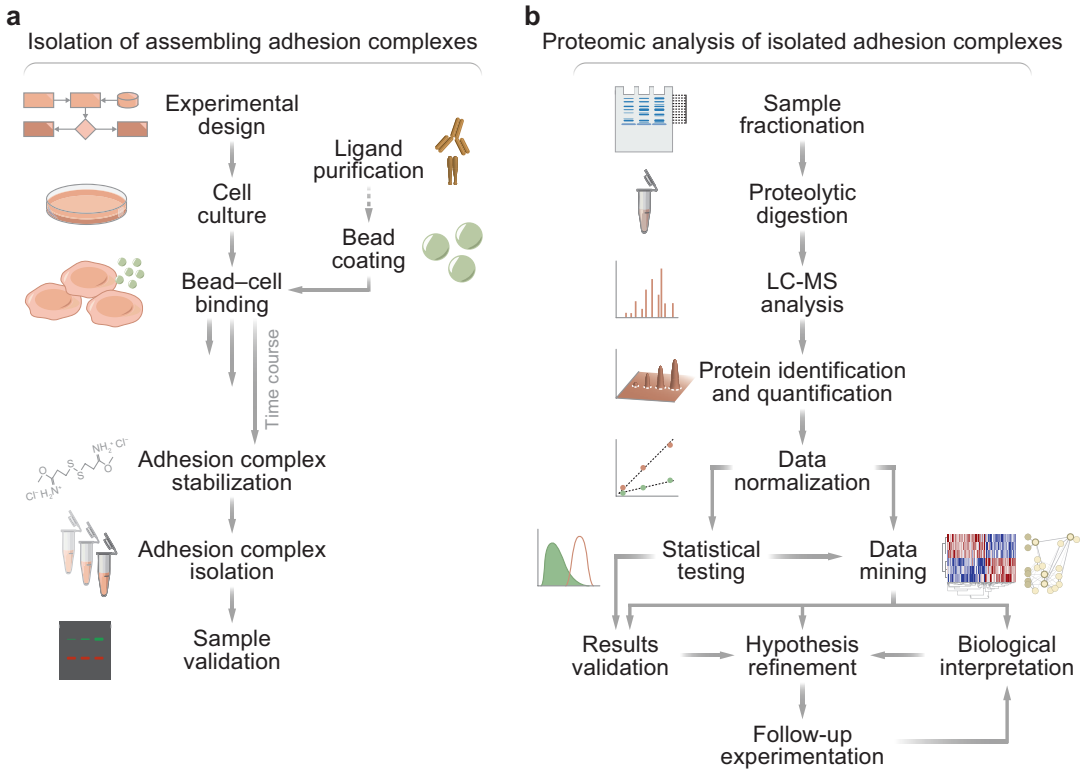 a
Isolation of assembling adhesion complexes
Experimental
design
Ligand
purification
Cell
culture
Bead
coating
Bead–cell
binding
Time course
NH₂⁺ Cl⁻
O
S
S
O
Cl⁻ H₂N⁺
Adhesion complex
stabilization
Adhesion complex
isolation
Sample
validation
b
Proteomic analysis of isolated adhesion complexes
Sample
fractionation
Proteolytic
digestion
LC-MS
analysis
Protein identification
and quantification
Data
normalization
Statistical
testing
Data
mining
Results
validation
Hypothesis
refinement
Biological
interpretation
Follow-up
experimentation